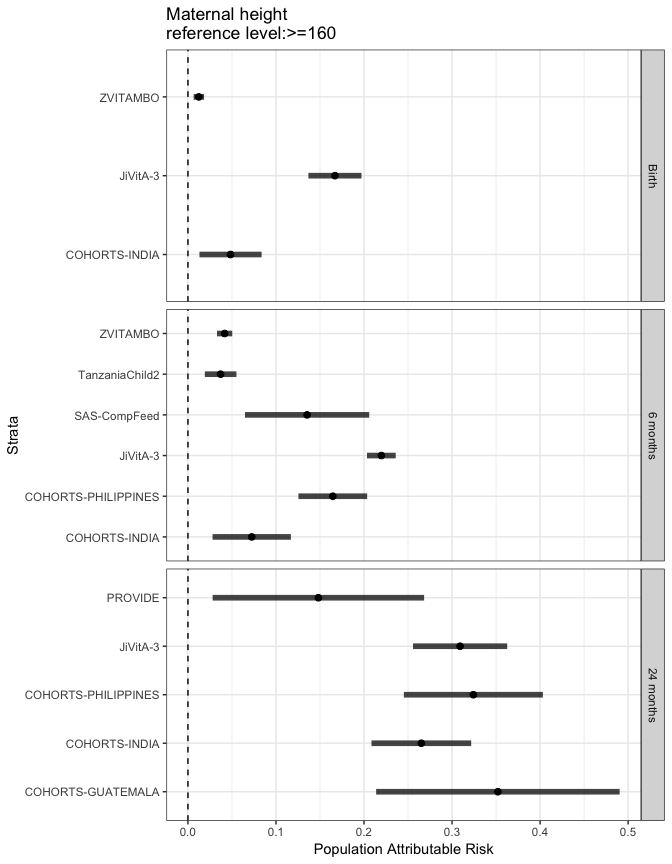 Maternal height
reference level:>=160
Strata
ZVITAMBO
JiVitA-3
COHORTS-INDIA
Birth
ZVITAMBO
TanzaniaChild2
SAS-CompFeed
JiVitA-3
COHORTS-PHILIPPINES
COHORTS-INDIA
6 months
PROVIDE
JiVitA-3
COHORTS-PHILIPPINES
COHORTS-INDIA
COHORTS-GUATEMALA
24 months
0.0 0.1 0.2 0.3 0.4 0.5
Population Attributable Risk